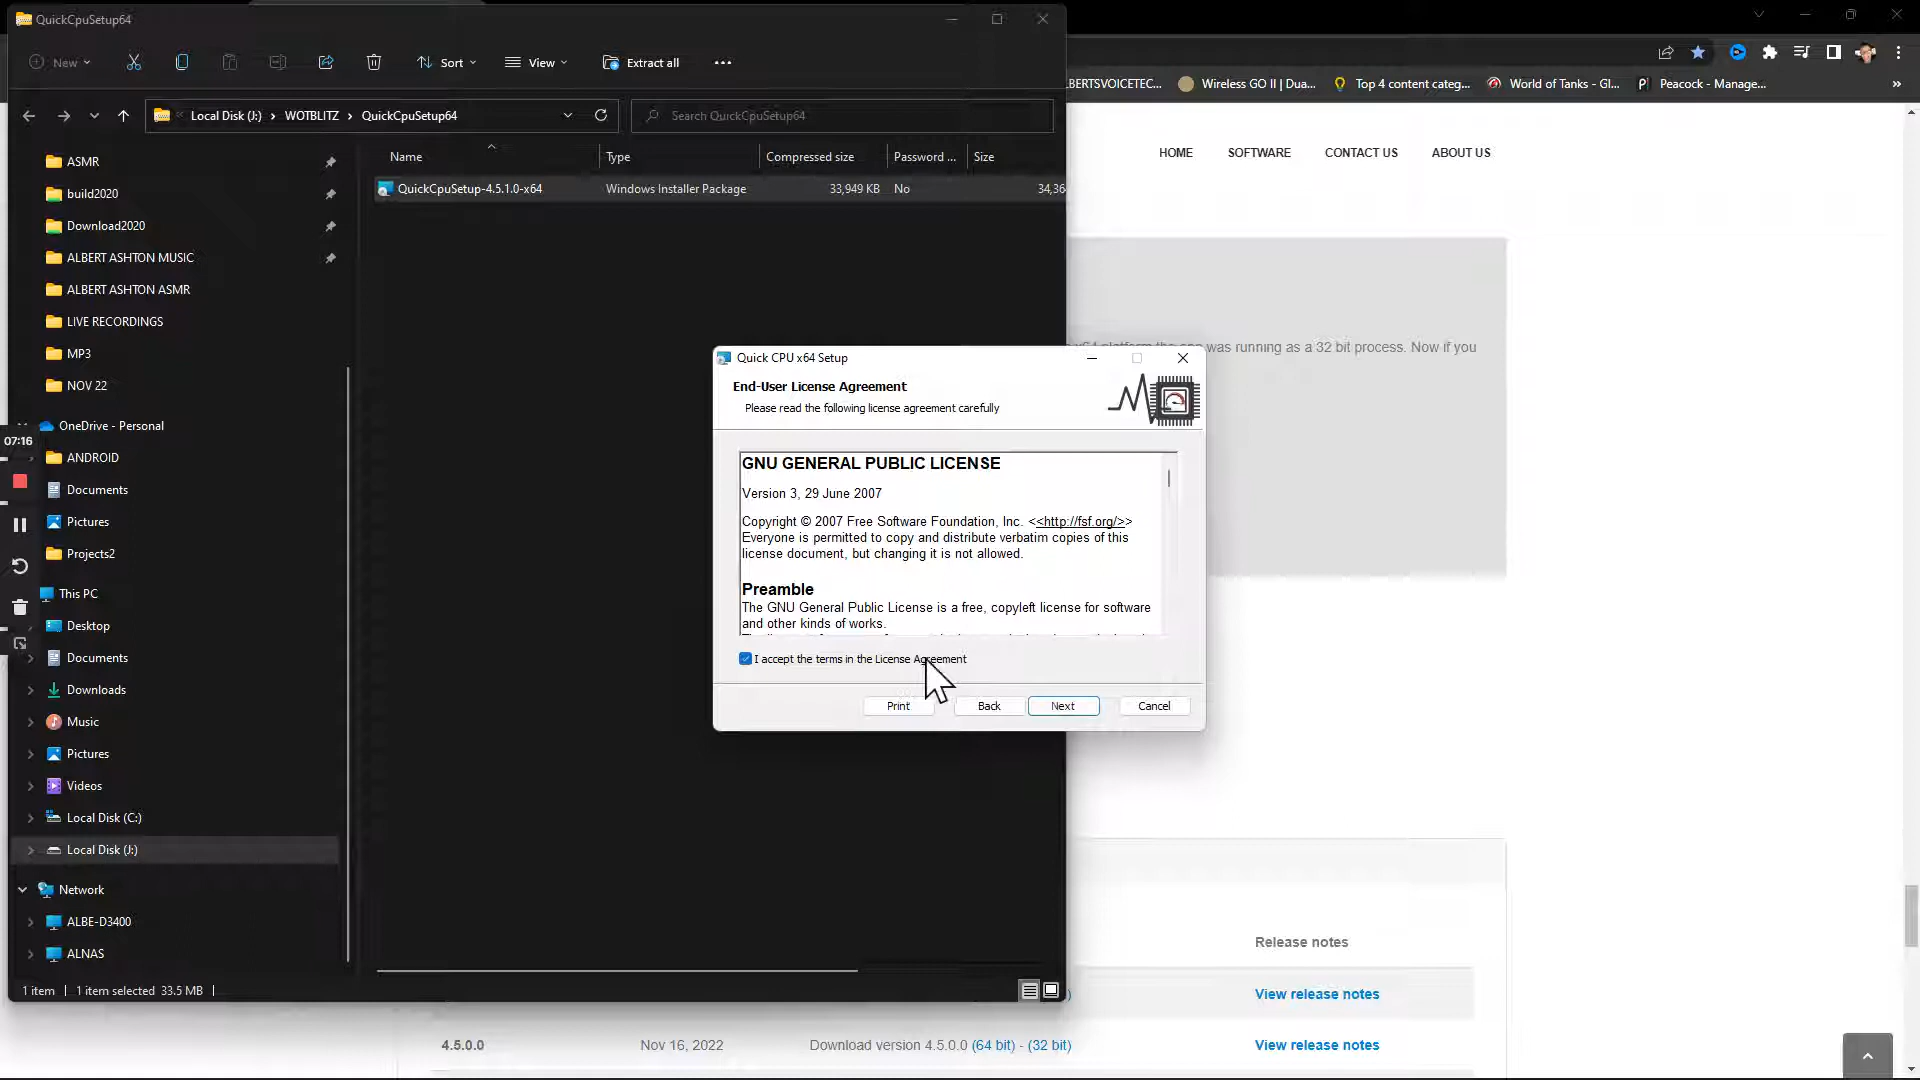 QuickCpuSetup64
New
Sort
View
Extract all
Local Disk (J:) > WOTBLITZ > QuickCpuSetup64
Search QuickCpuSetup64
Name
Type
Compressed size
Password ...
Size
QuickCpuSetup-4.5.1.0-x64
Windows Installer Package
33,949 KB
No
34,36
ASMR
build2020
Download2020
ALBERT ASHTON MUSIC
ALBERT ASHTON ASMR
LIVE RECORDINGS
MP3
NOV 22
OneDrive - Personal
07:16
ANDROID
Documents
Pictures
Projects2
This PC
Desktop
Documents
Downloads
Music
Pictures
Videos
Local Disk (C:)
Local Disk (J:)
Network
ALBE-D3400
ALNAS
1 item
1 item selected 33.5 MB
LBERTSVOICETEC...
Wireless GO II | Dua...
Top 4 content categ...
World of Tanks - Gl...
Peacock - Manage...
»
HOME
SOFTWARE
CONTACT US
ABOUT US
was running as a 32 bit process. Now if you
Quick CPU x64 Setup
End-User License Agreement
Please read the following license agreement carefully
GNU GENERAL PUBLIC LICENSE
Version 3, 29 June 2007
Copyright © 2007 Free Software Foundation, Inc. <<http://fsf.org/>>
Everyone is permitted to copy and distribute verbatim copies of this
license document, but changing it is not allowed.
Preamble
The GNU General Public License is a free, copyleft license for software
and other kinds of works.
I accept the terms in the License Agreement
Print
Back
Next
Cancel
Release notes
View release notes
4.5.0.0
Nov 16, 2022
Download version 4.5.0.0 (64 bit) - (32 bit)
View release notes